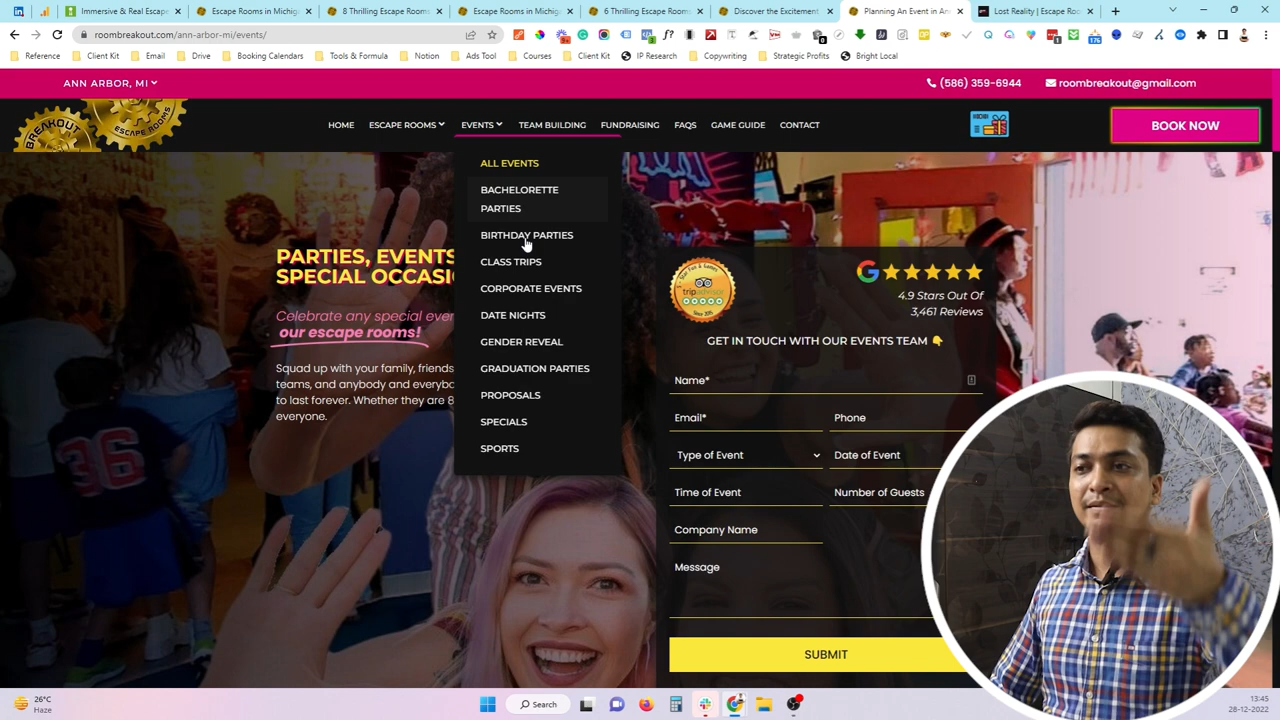 Immersive & Real Escape
Escape Rooms in Michig
8 Thrilling Escape Rooms
Escape Rooms in Michig
6 Thrilling Escape Rooms
Discover the Excitement
Planning An Event in Ann
Lost Reality | Escape Roo
roombreakout.com/ann-arbor-mi/events/
Reference
Client Kit
Email
Drive
Booking Calendars
Tools & Formula
Notion
Ads Tool
Courses
Client Kit
IP Research
Copywriting
Strategic Profits
Bright Local
ANN ARBOR, MI
(586) 359-6944
roombreakout@gmail.com
BREAKOUT
ESCAPE ROOMS
HOME
ESCAPE ROOMS
EVENTS
TEAM BUILDING
FUNDRAISING
FAQS
GAME GUIDE
CONTACT
BOOK NOW
ALL EVENTS
BACHELORETTE
PARTIES
BIRTHDAY PARTIES
CLASS TRIPS
CORPORATE EVENTS
DATE NIGHTS
GENDER REVEAL
GRADUATION PARTIES
PROPOSALS
SPECIALS
SPORTS
PARTIES, EVENTS
SPECIAL OCCASI
Celebrate any special ever
our escape rooms!
Squad up with your family, friends
teams, and anybody and everybo
to last forever. Whether they are 8
everyone.
36
tripadvisor
4.9 Stars Out Of
3,461 Reviews
GET IN TOUCH WITH OUR EVENTS TEAM 👇
Name*
Email*
Phone
Type of Event
Date of Event
Time of Event
Number of Guests
Company Name
Message
SUBMIT
26°C
Haze
Search
13:45
28-12-2022